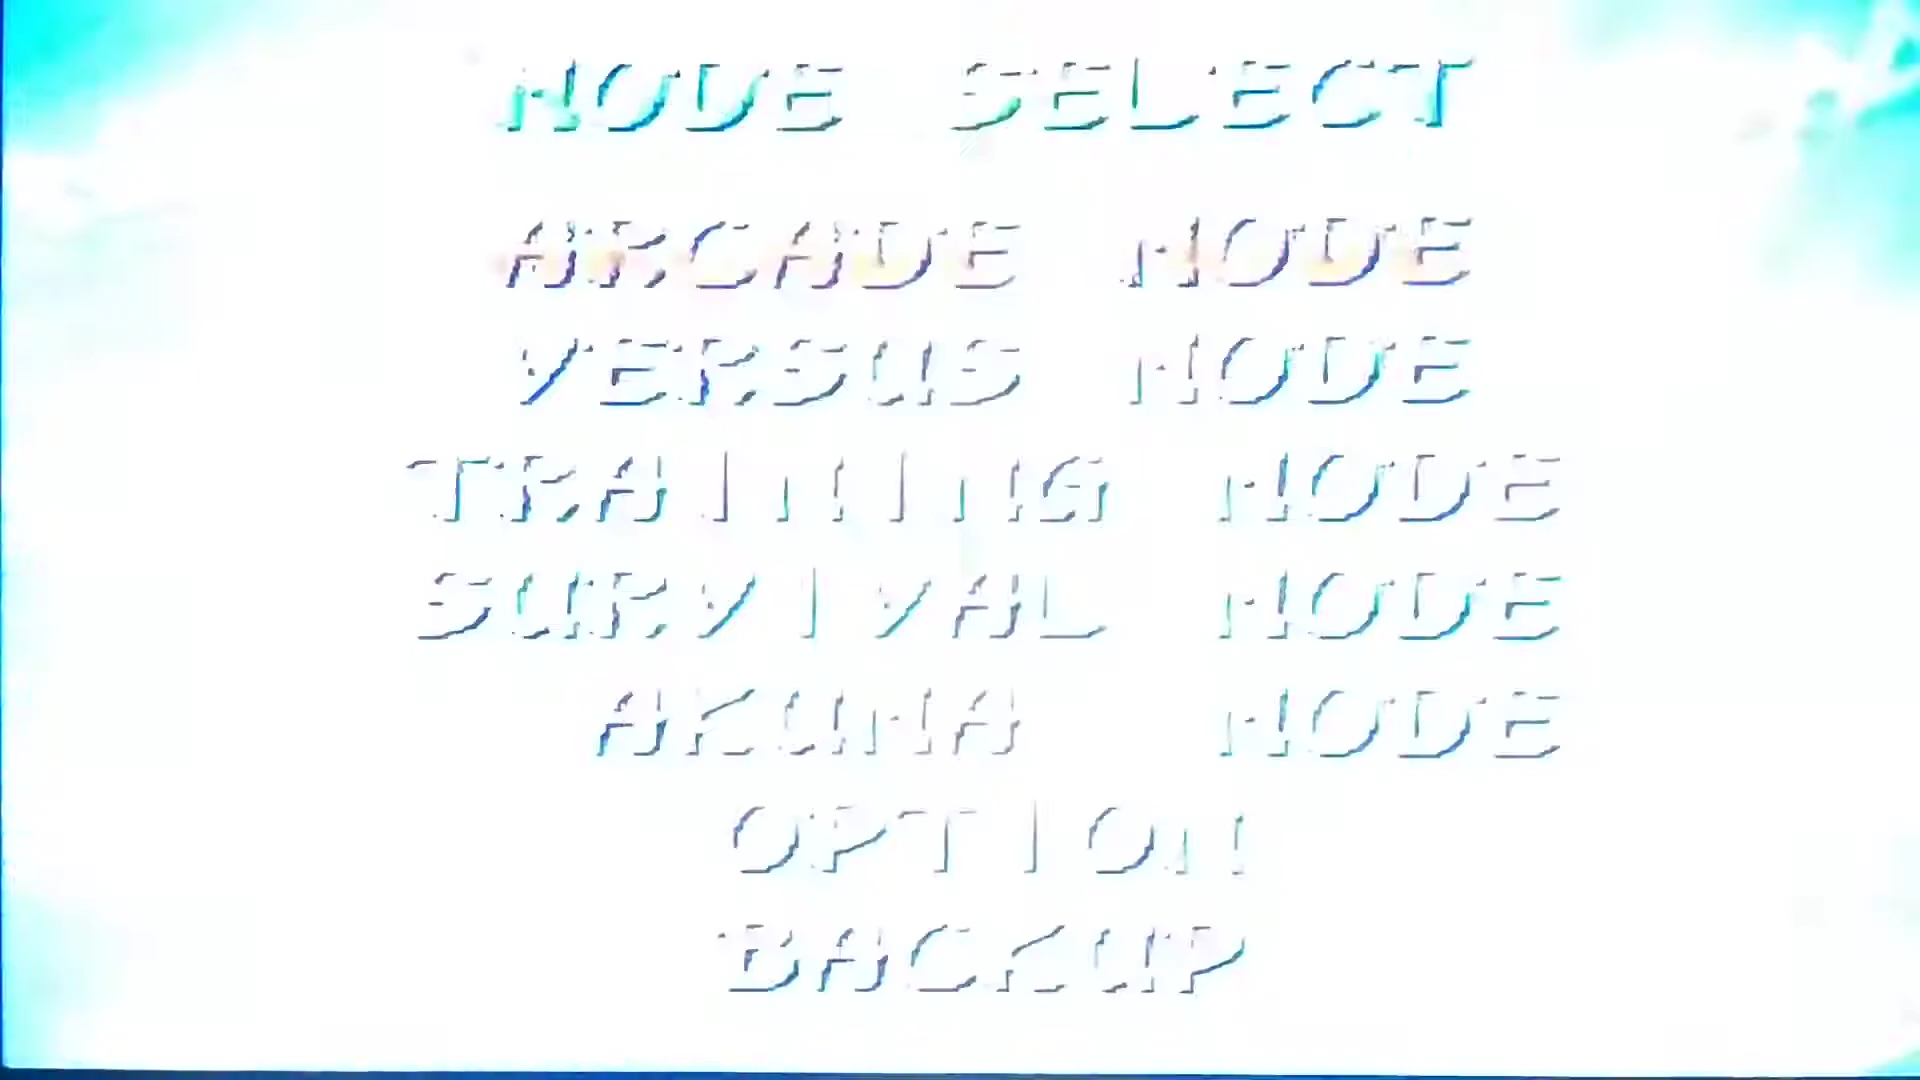 MODE SELECT
ARCADE MODE
VERSUS MODE
TRAINING MODE
SURVIVAL MODE
AKUMA MODE
OPTION
BACKUP